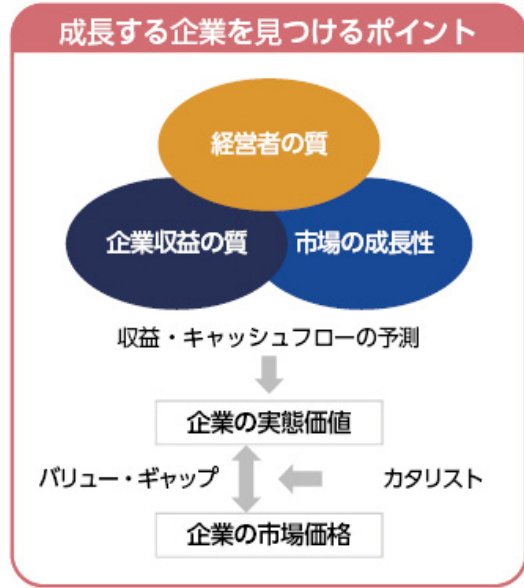 成長する企業を見つけるポイント
経営者の質
企業収益の質
市場の成長性
収益・キャッシュフローの予測
企業の実態価値
バリュー・ギャップ
カタリスト
企業の市場価格